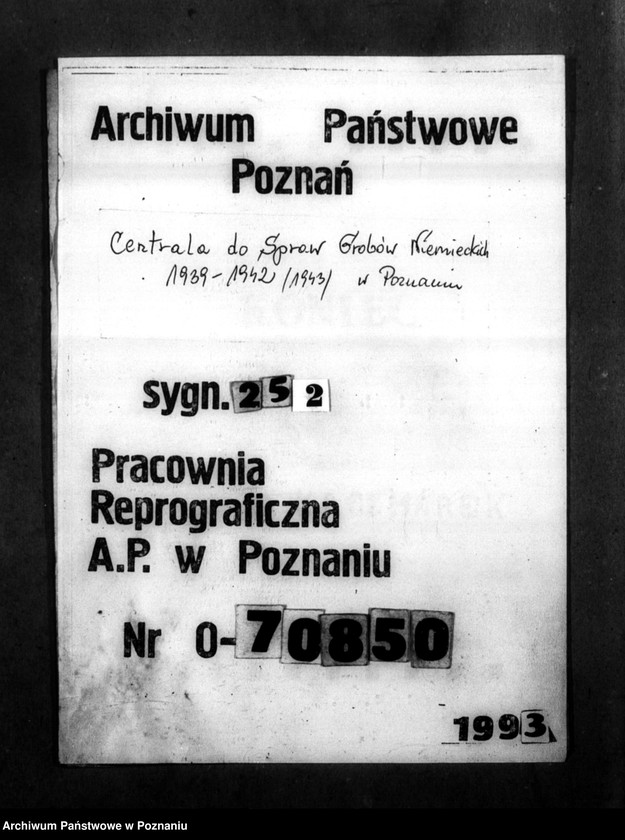 Archiwum Państwowe
Poznań
Centrala do Spraw Grobów Niemieckich
1939-1942 /1943/ w Poznaniu
sygn. 252
Pracownia
Reprograficzna
A.P. w Poznaniu
Nr O-70850
1993
Archiwum Państwowe w Poznaniu